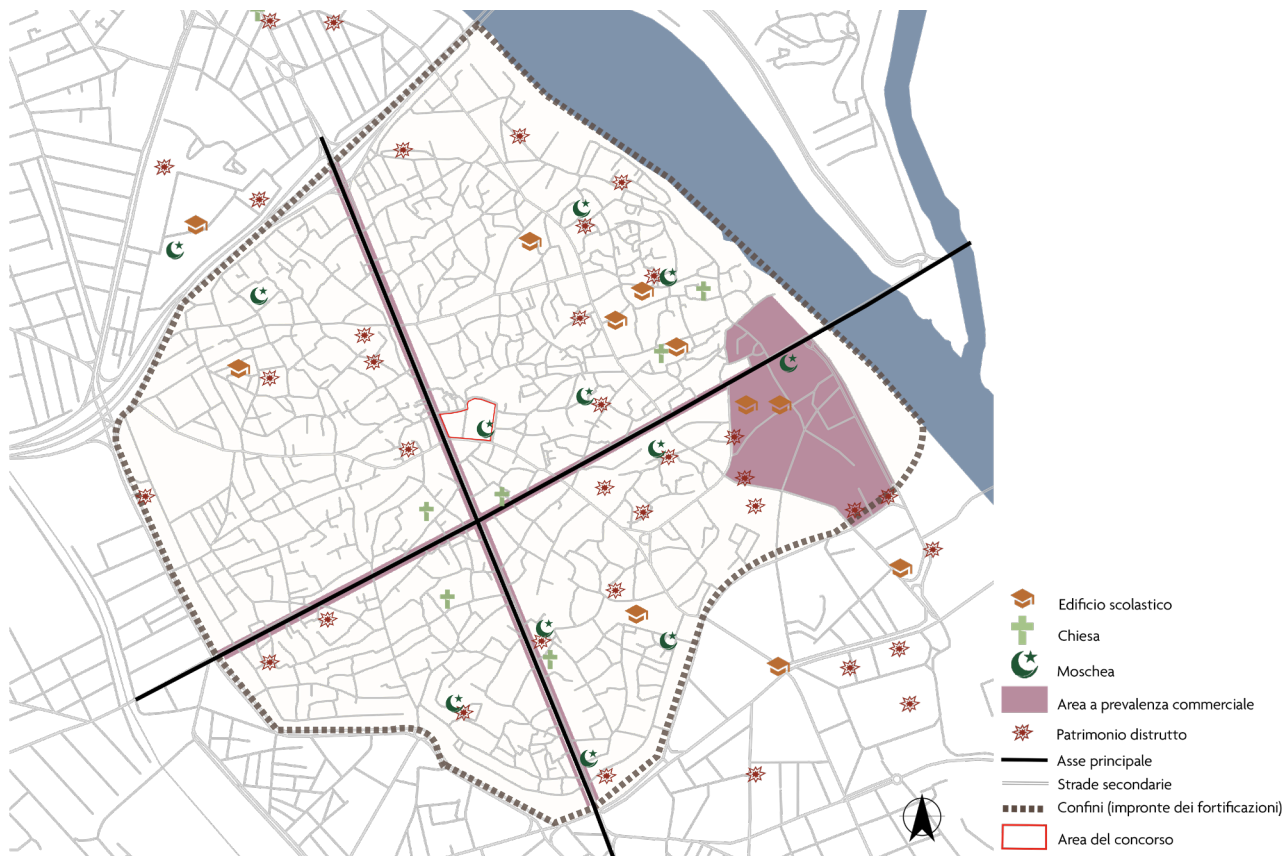 Edificio scolastico
Chiesa
Moschea
Area a prevalenza commerciale
Patrimonio distrutto
Asse principale
Strade secondarie
Confini (impronte dei fortificazioni)
Area del concorso